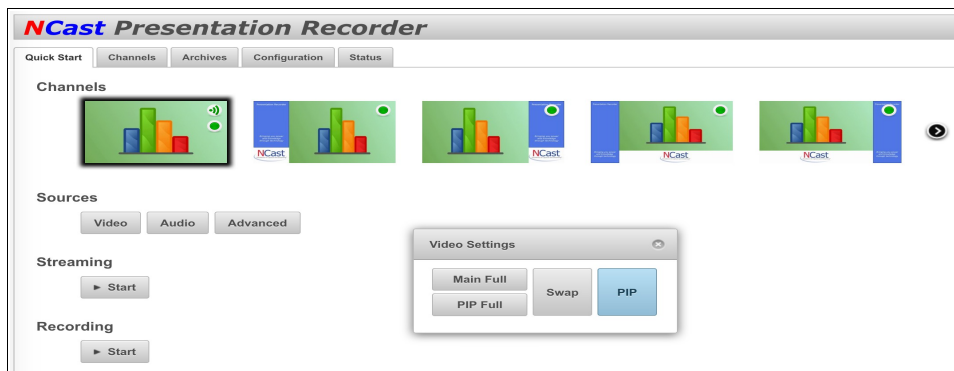 NCast Presentation Recorder
Quick Start Channels Archives Configuration Status
Channels
NCast NCast NCast NCast
Sources
Video Audio Advanced
Video Settings
Streaming
Main Full
Swap PIP
► Start
PIP Full
Recording
► Start